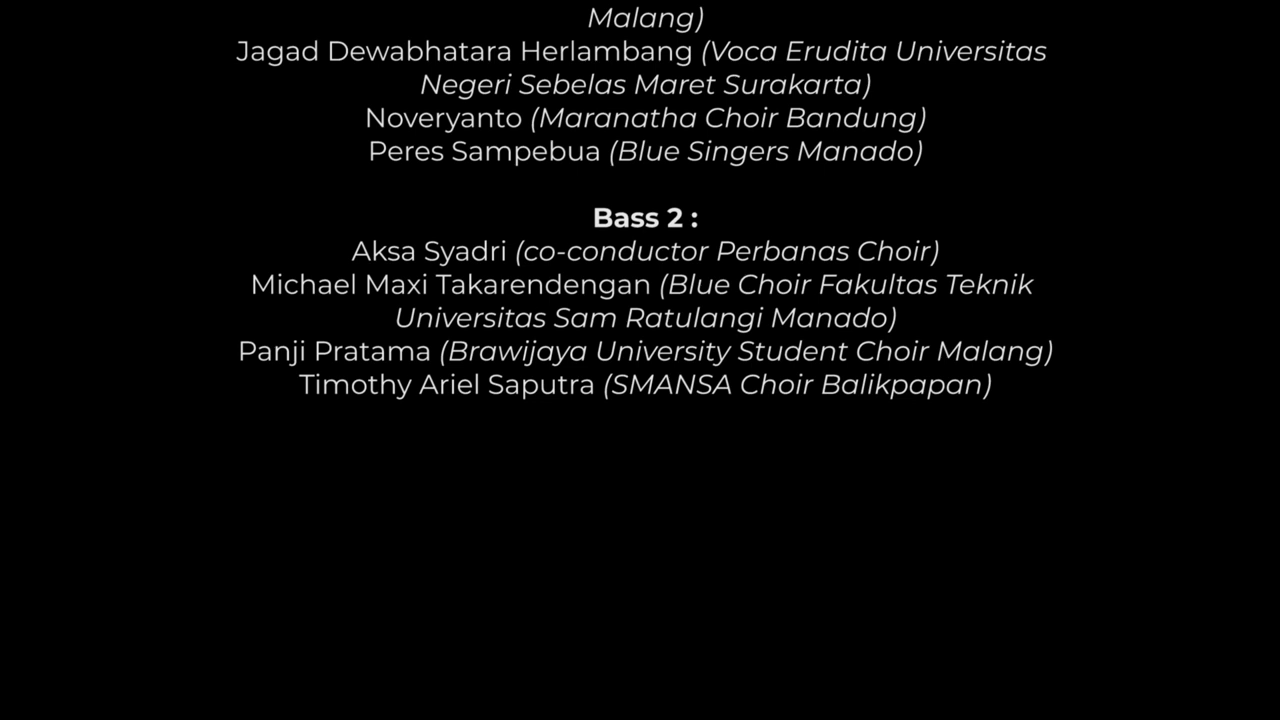 Malang)
Jagad Dewabhatara Herlambang (Voca Erudita Universitas
Negeri Sebelas Maret Surakarta)
Noveryanto (Maranatha Choir Bandung)
Peres Sampebua (Blue Singers Manado)
Bass 2 :
Aksa Syadri (co-conductor Perbanas Choir)
Michael Maxi Takarendengan (Blue Choir Fakultas Teknik
Universitas Sam Ratulangi Manado)
Panji Pratama (Brawijaya University Student Choir Malang)
Timothy Ariel Saputra (SMANSA Choir Balikpapan)